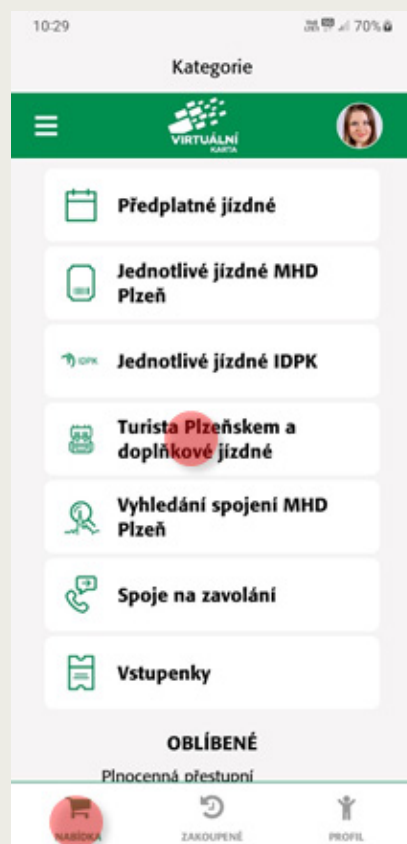 10:29
70%
Kategorie
VIRTUÁLNÍ
KARTA
Předplatné jízdné
Jednotlivé jízdné MHD
Plzeň
IDPK
Jednotlivé jízdné IDPK
Turista Plzeňskem a
doplňkové jízdné
Vyhledání spojení MHD
Plzeň
Spoje na zavolání
Vstupenky
OBLÍBENÉ
Plnocenná přestupní
NABÍDKA
ZAKOUPENÉ
PROFIL